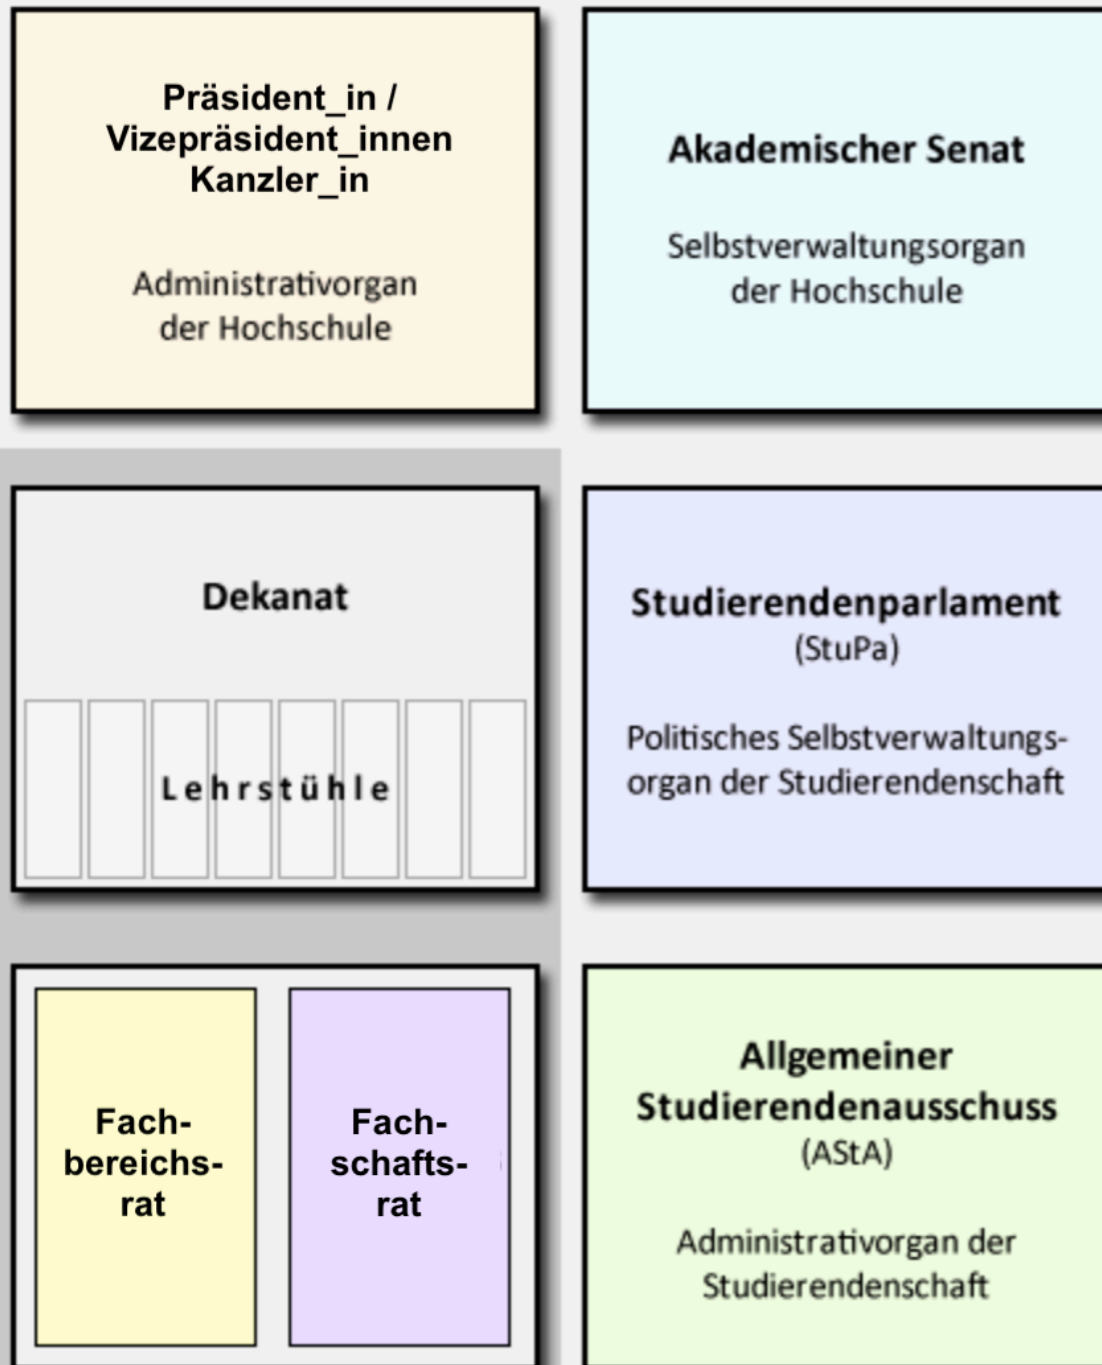 Präsident_in /
Vizepräsident_innen
Kanzler_in
Administrativorgan
der Hochschule
Akademischer Senat
Selbstverwaltungsorgan
der Hochschule
Dekanat
Lehrstühle
Studierendenparlament
(StuPa)
Politisches Selbstverwaltungs-
organ der Studierendenschaft
Fach-
bereichs-
rat
Fach-
schafts-
rat
Allgemeiner
Studierendenausschuss
(AStA)
Administrativorgan der
Studierendenschaft